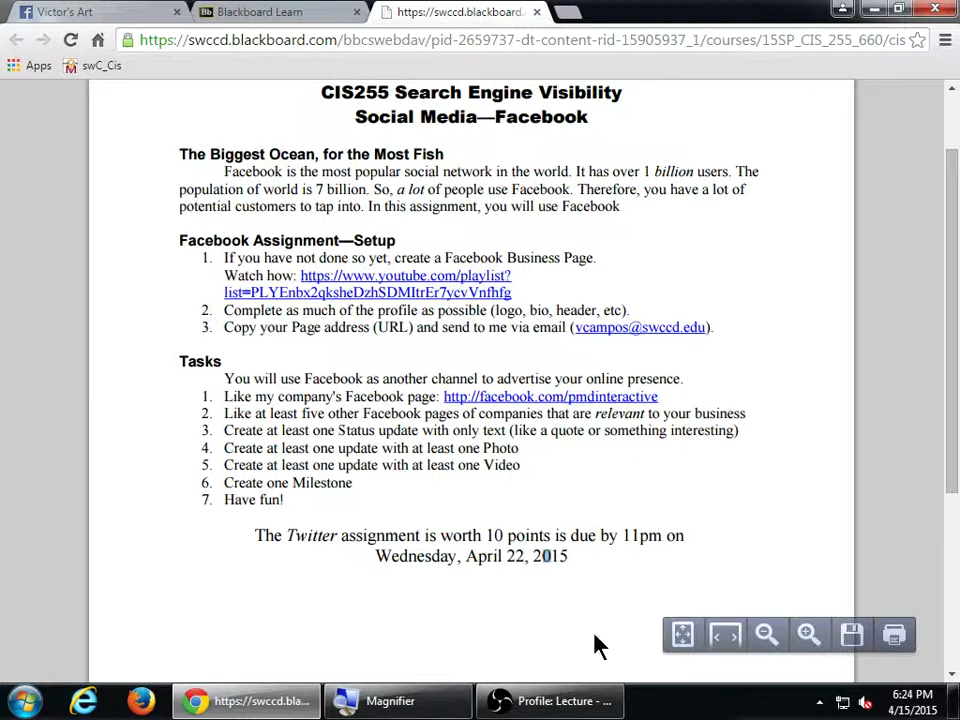 Victor's Art
Blackboard Learn
https://swccd.blackboard.
https://swccd.blackboard.com/bbcswebdav/pid-2659737-dt-content-rid-15905937_1/courses/15SP_CIS_255_660/cis
Apps
swC_Cis
CIS255 Search Engine Visibility
Social Media—Facebook
The Biggest Ocean, for the Most Fish
Facebook is the most popular social network in the world. It has over 1 billion users. The
population of world is 7 billion. So, a lot of people use Facebook. Therefore, you have a lot of
potential customers to tap into. In this assignment, you will use Facebook
Facebook Assignment—Setup
1. If you have not done so yet, create a Facebook Business Page.
Watch how: https://www.youtube.com/playlist?
list=PLYEnbx2qksheDzhSDMItrEr7ycvVnfhfg
2. Complete as much of the profile as possible (logo, bio, header, etc).
3. Copy your Page address (URL) and send to me via email (vcampos@swccd.edu).
Tasks
You will use Facebook as another channel to advertise your online presence.
1. Like my company's Facebook page: http://facebook.com/pmdinteractive
2. Like at least five other Facebook pages of companies that are relevant to your business
3. Create at least one Status update with only text (like a quote or something interesting)
4. Create at least one update with at least one Photo
5. Create at least one update with at least one Video
6. Create one Milestone
7. Have fun!
The Twitter assignment is worth 10 points is due by 11pm on
Wednesday, April 22, 2015
https://swccd.bla...
Magnifier
Profile: Lecture - ...
6:24 PM
4/15/2015